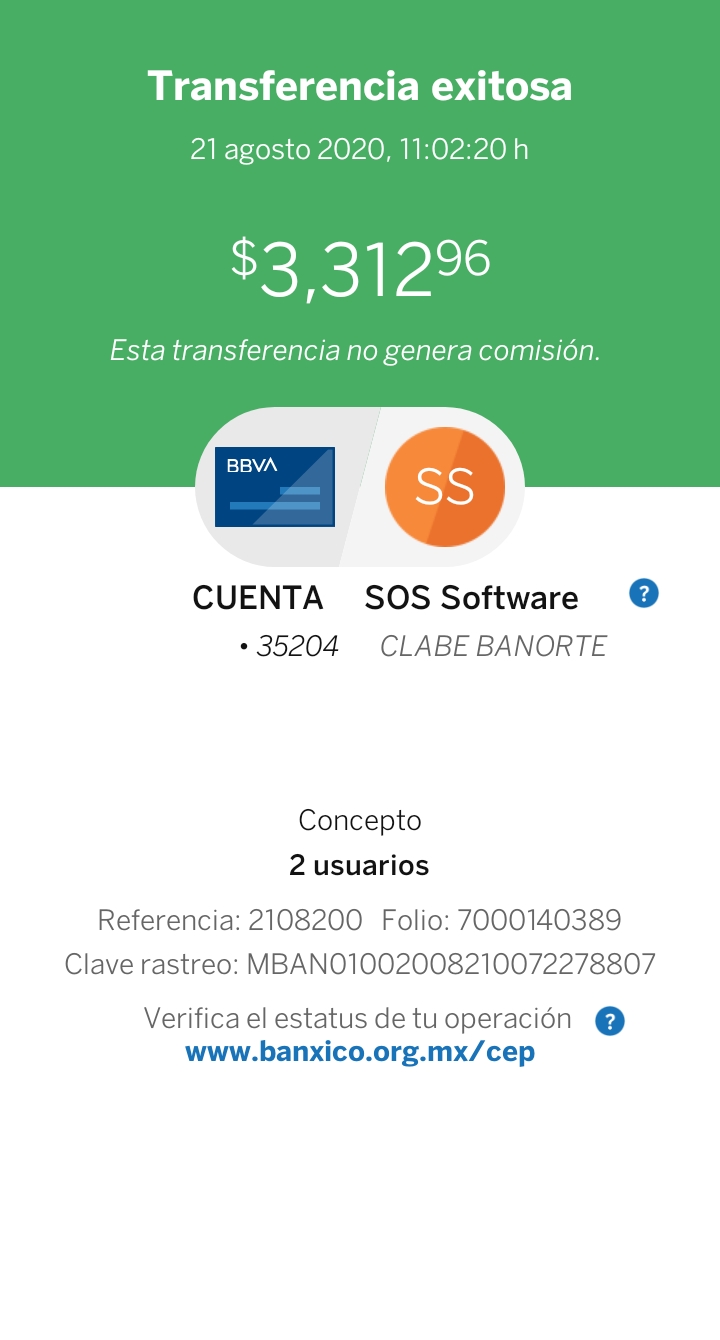 Transferencia exitosa
21 agosto 2020, 11:02:20 h
$3,31296
Esta transferencia no genera comisión.
BBVA
SS
CUENTA SOS Software ?
• 35204 CLABE BANORTE
Concepto
2 usuarios
Referencia: 2108200 Folio: 7000140389
Clave rastreo: MBAN01002008210072278807
Verifica el estatus de tu operación ?
www.banxico.org.mx/cep